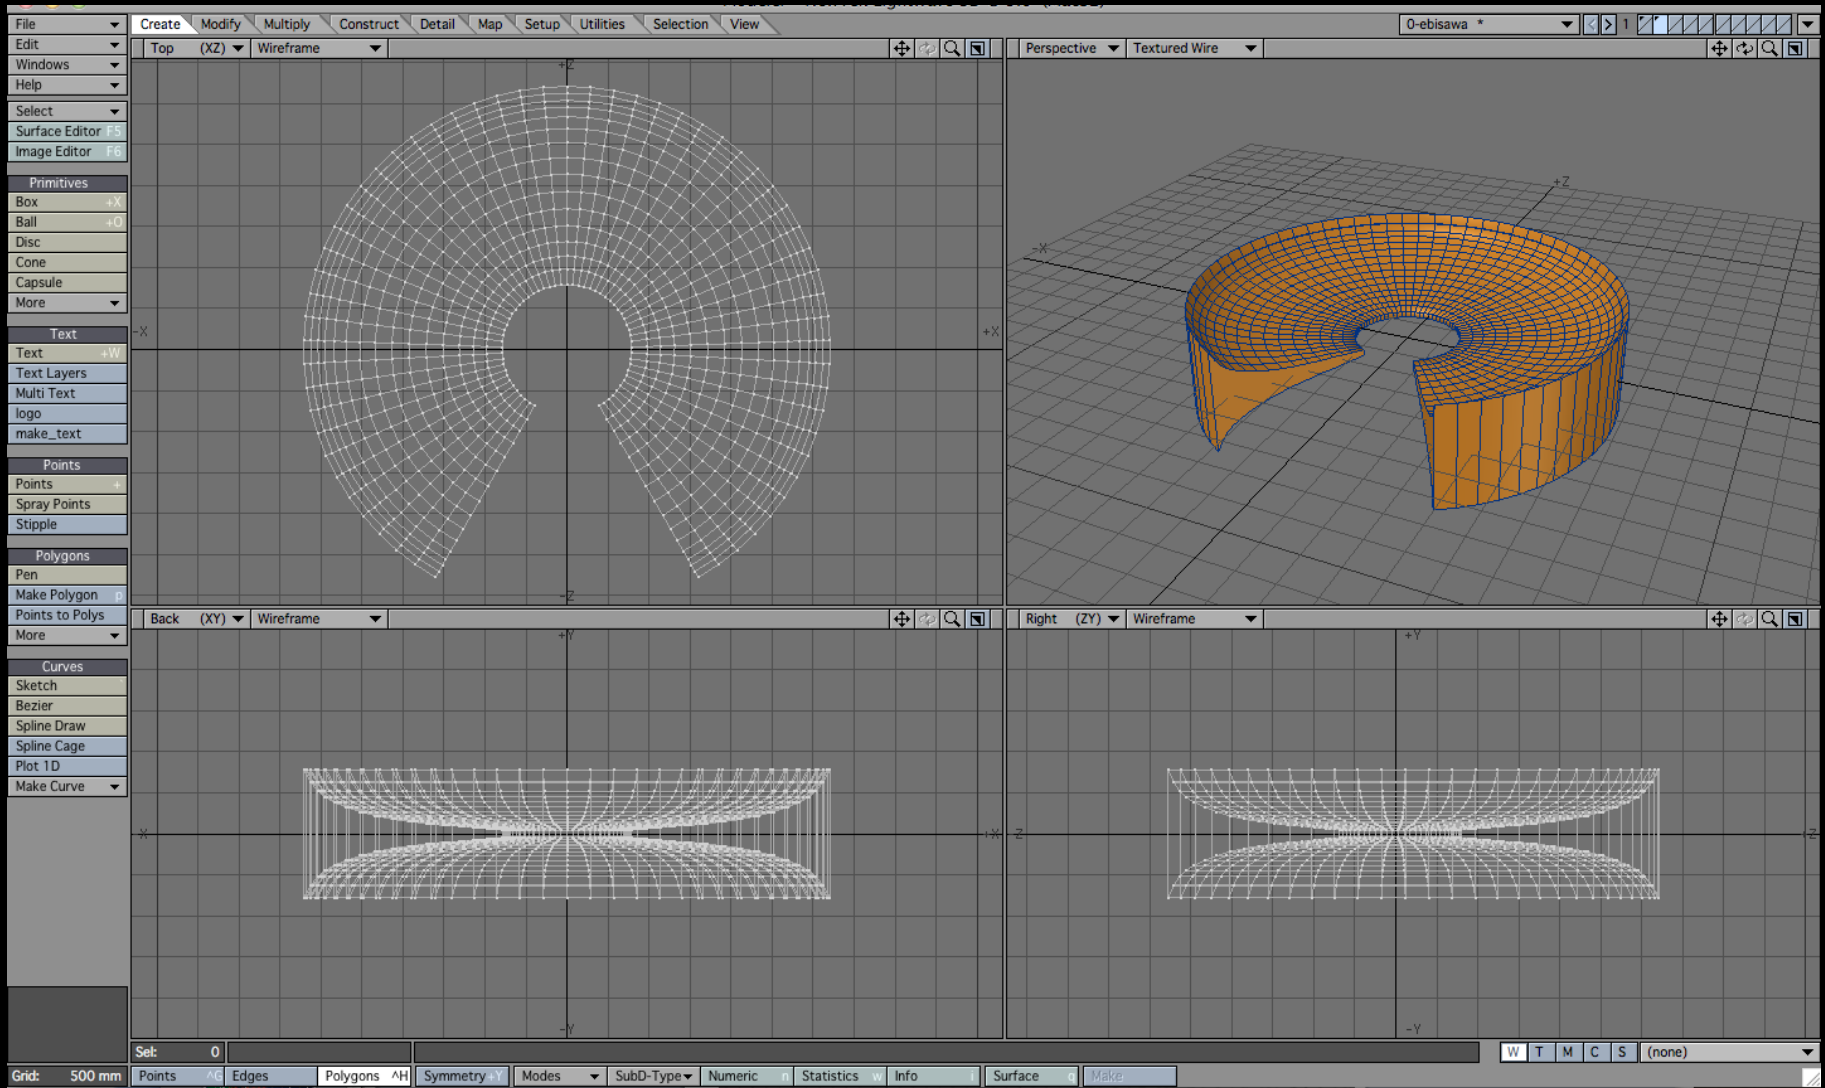 File
Create Modify Multiply Construct Detail Map Setup Utilities Selection View
0-ebisawa * 1
Edit
Windows
Help
Select
Surface Editor F5
Image Editor F6
Primitives
Box +X
Ball +O
Disc
Cone
Capsule
More
Text
Text +W
Text Layers
Multi Text
logo
make_text
Points
Points +
Spray Points
Stipple
Polygons
Pen
Make Polygon p
Points to Polys
More
Curves
Sketch
Bezier
Spline Draw
Spline Cage
Plot 1D
Make Curve
Top (XZ) Wireframe
+Z
-X +X
-Z
Perspective Textured Wire
+Z
-X
Back (XY) Wireframe
+Y
-X +X
-Y
Right (ZY) Wireframe
+Y
-Z +Z
-Y
Sel: 0
W T M C S (none)
Grid: 500 mm
Points ^G Edges Polygons ^H Symmetry +Y Modes SubD-Type Numeric n Statistics w Info i Surface q Make